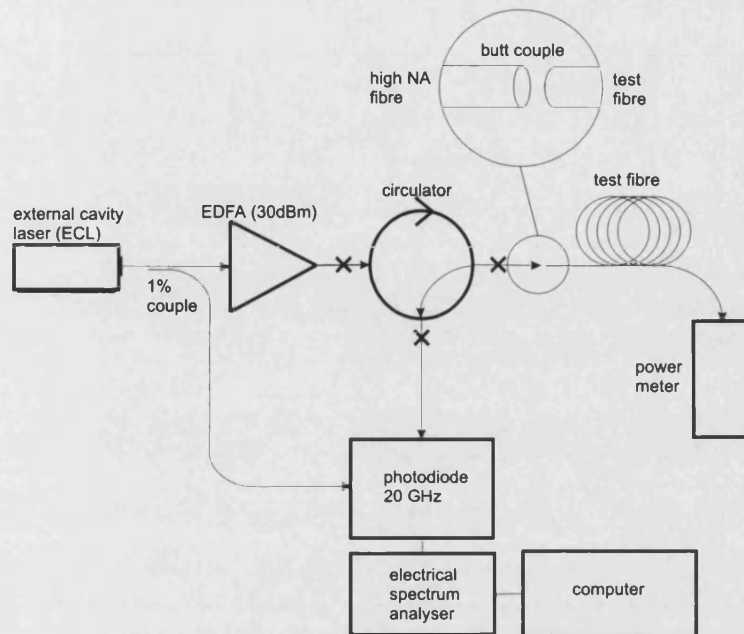 butt couple
high NA
fibre
test
fibre
circulator
test fibre
EDFA (30dBm)
external cavity
laser (ECL)
1%
couple
power
meter
photodiode
20 GHz
electrical
spectrum
analyser
computer